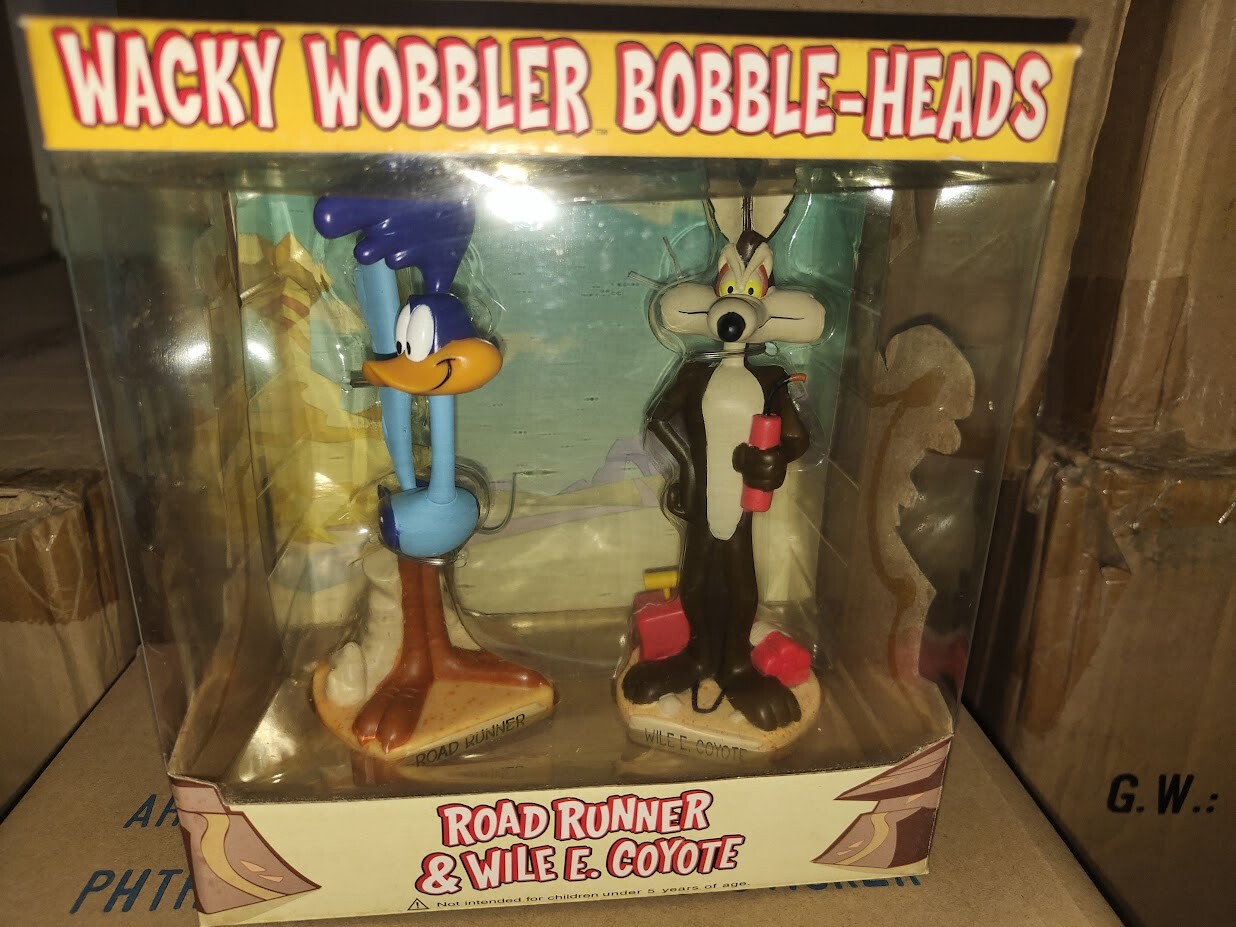 WACKY WOBBLER™ BOBBLE-HEADS
ROAD RUNNER
WILE E. COYOTE
ROAD RUNNER
& WILE E. COYOTE
⚠ Not intended for children under 5 years of age.
G.W.: